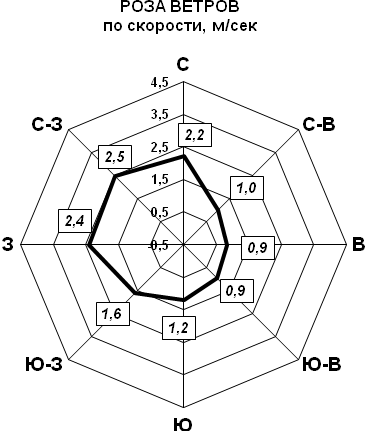 РОЗА ВЕТРОВ
по скорости, м/сек
С
4,5
С-З
С-В
3,5
2,5
2,2
2,5
1,5
1,0
0,5
2,4
З
-0,5
0,9
В
0,9
1,6
1,2
Ю-З
Ю-В
Ю